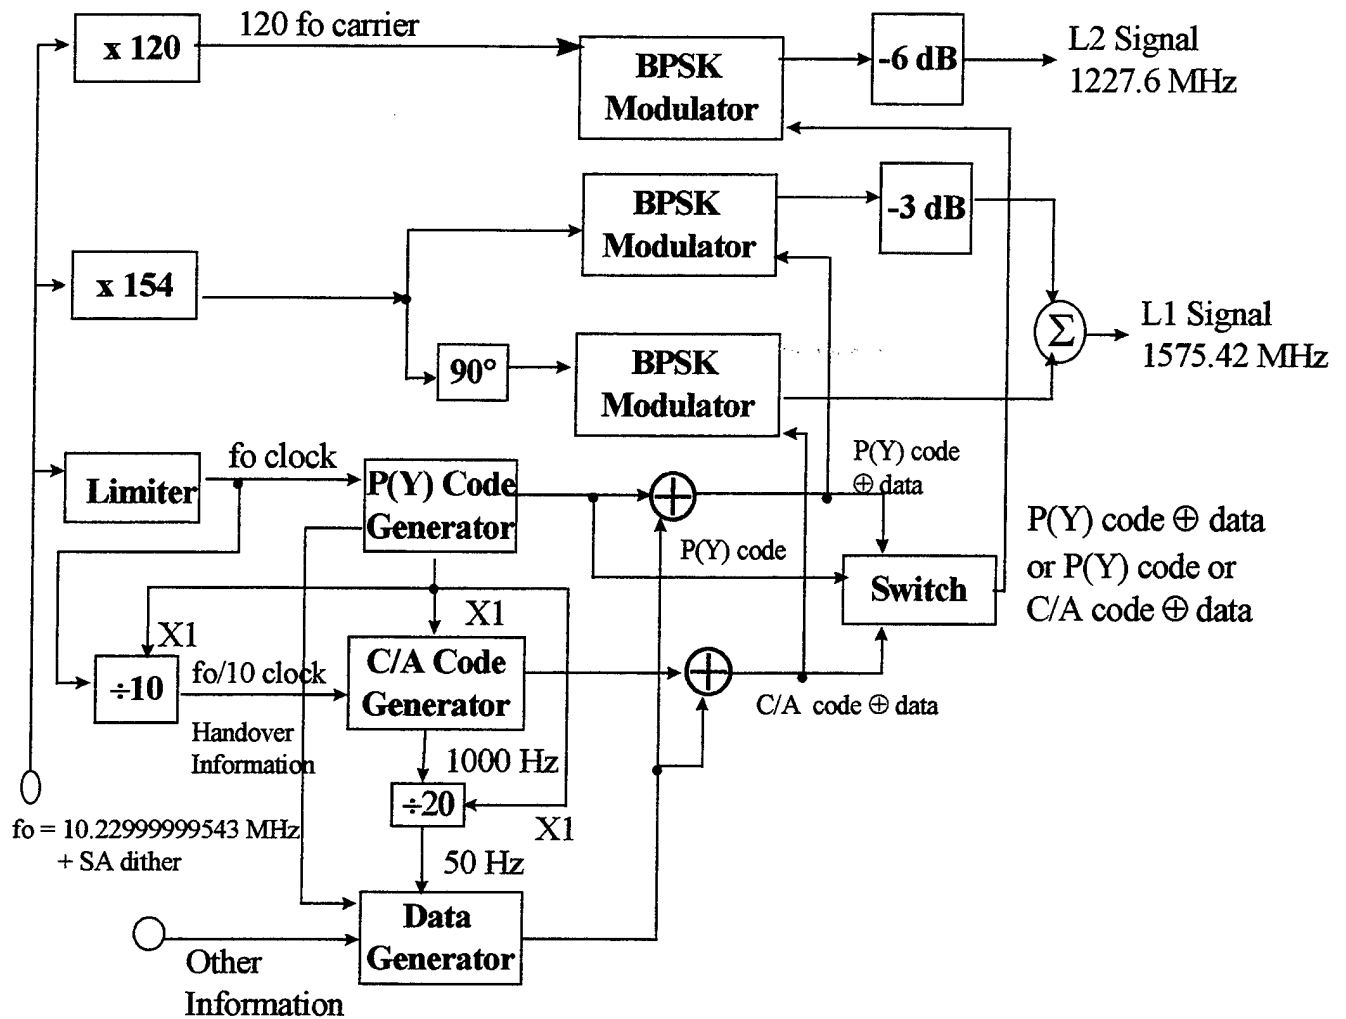 x 120
120 fo carrier
BPSK
Modulator
-6 dB
L2 Signal
1227.6 MHz
BPSK
Modulator
-3 dB
x 154
90°
BPSK
Modulator
Σ
L1 Signal
1575.42 MHz
Limiter
fo clock
P(Y) Code
Generator
P(Y) code
⊕ data
P(Y) code
Switch
P(Y) code ⊕ data
or P(Y) code or
C/A code ⊕ data
X1
÷10
fo/10 clock
X1
C/A Code
Generator
C/A code ⊕ data
Handover
Information
1000 Hz
÷20
X1
50 Hz
fo = 10.22999999543 MHz
+ SA dither
Data
Generator
Other
Information